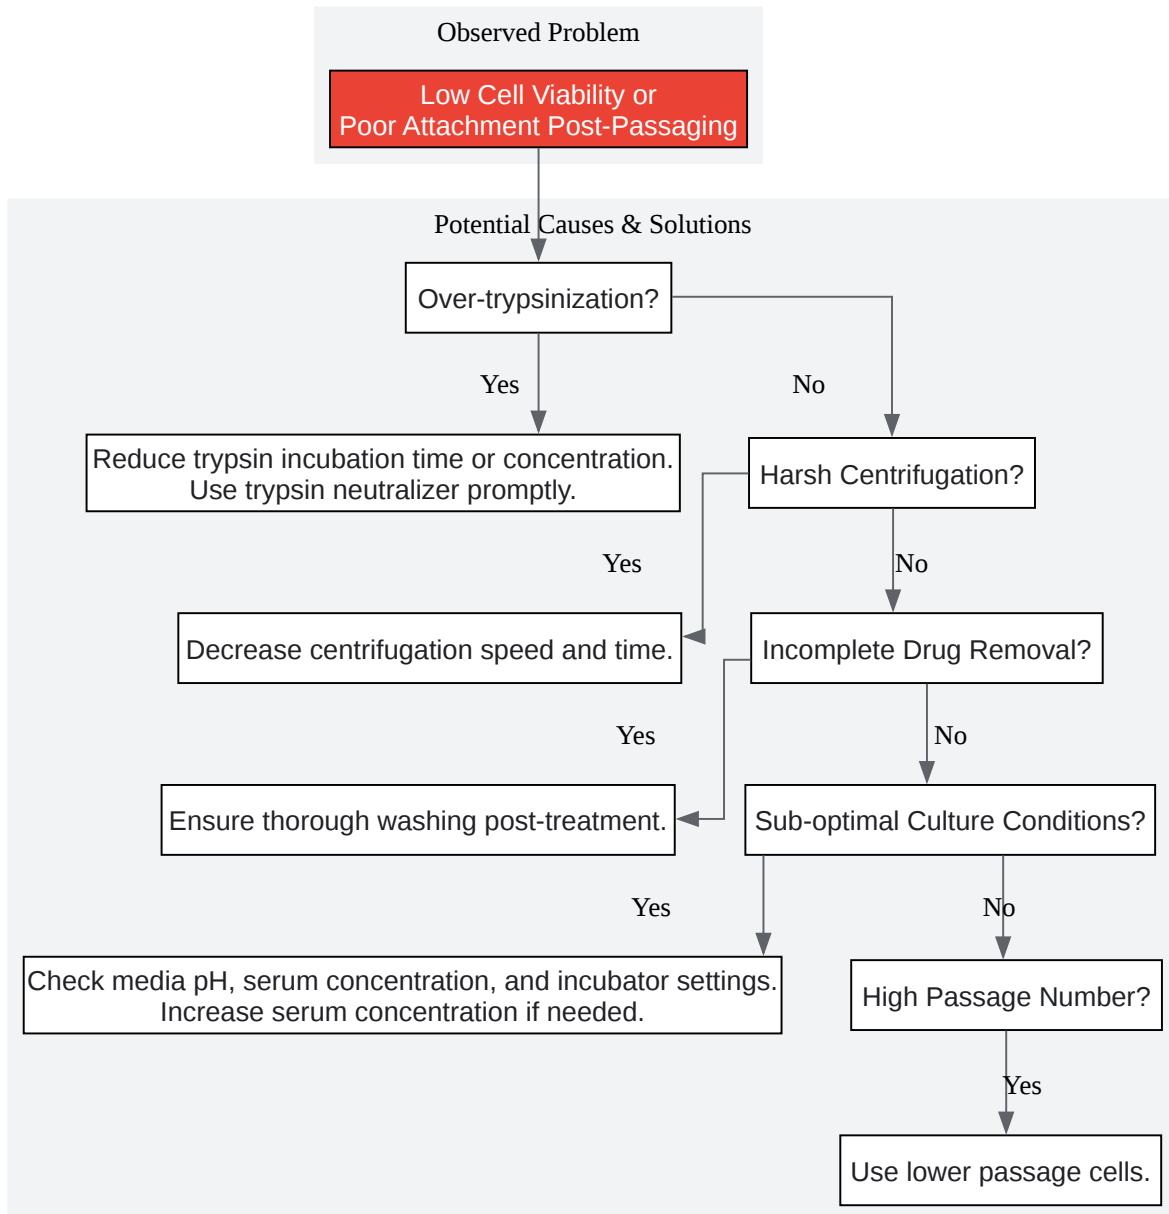 Observed Problem
Low Cell Viability or
Poor Attachment Post-Passaging
Potential Causes & Solutions
Over-trypsinization?
Yes
No
Reduce trypsin incubation time or concentration.
Use trypsin neutralizer promptly.
Harsh Centrifugation?
Yes
No
Decrease centrifugation speed and time.
Incomplete Drug Removal?
Yes
No
Ensure thorough washing post-treatment.
Sub-optimal Culture Conditions?
Yes
No
Check media pH, serum concentration, and incubator settings.
Increase serum concentration if needed.
High Passage Number?
Yes
Use lower passage cells.